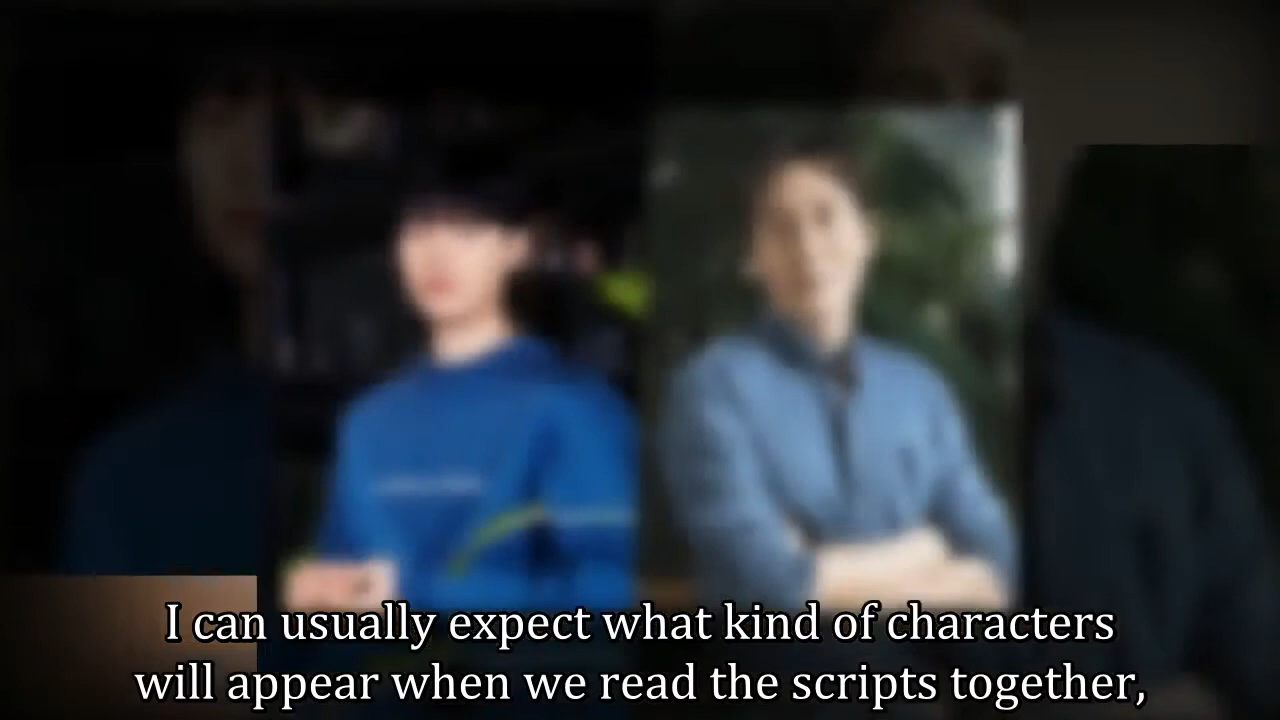 I can usually expect what kind of characters
will appear when we read the scripts together,